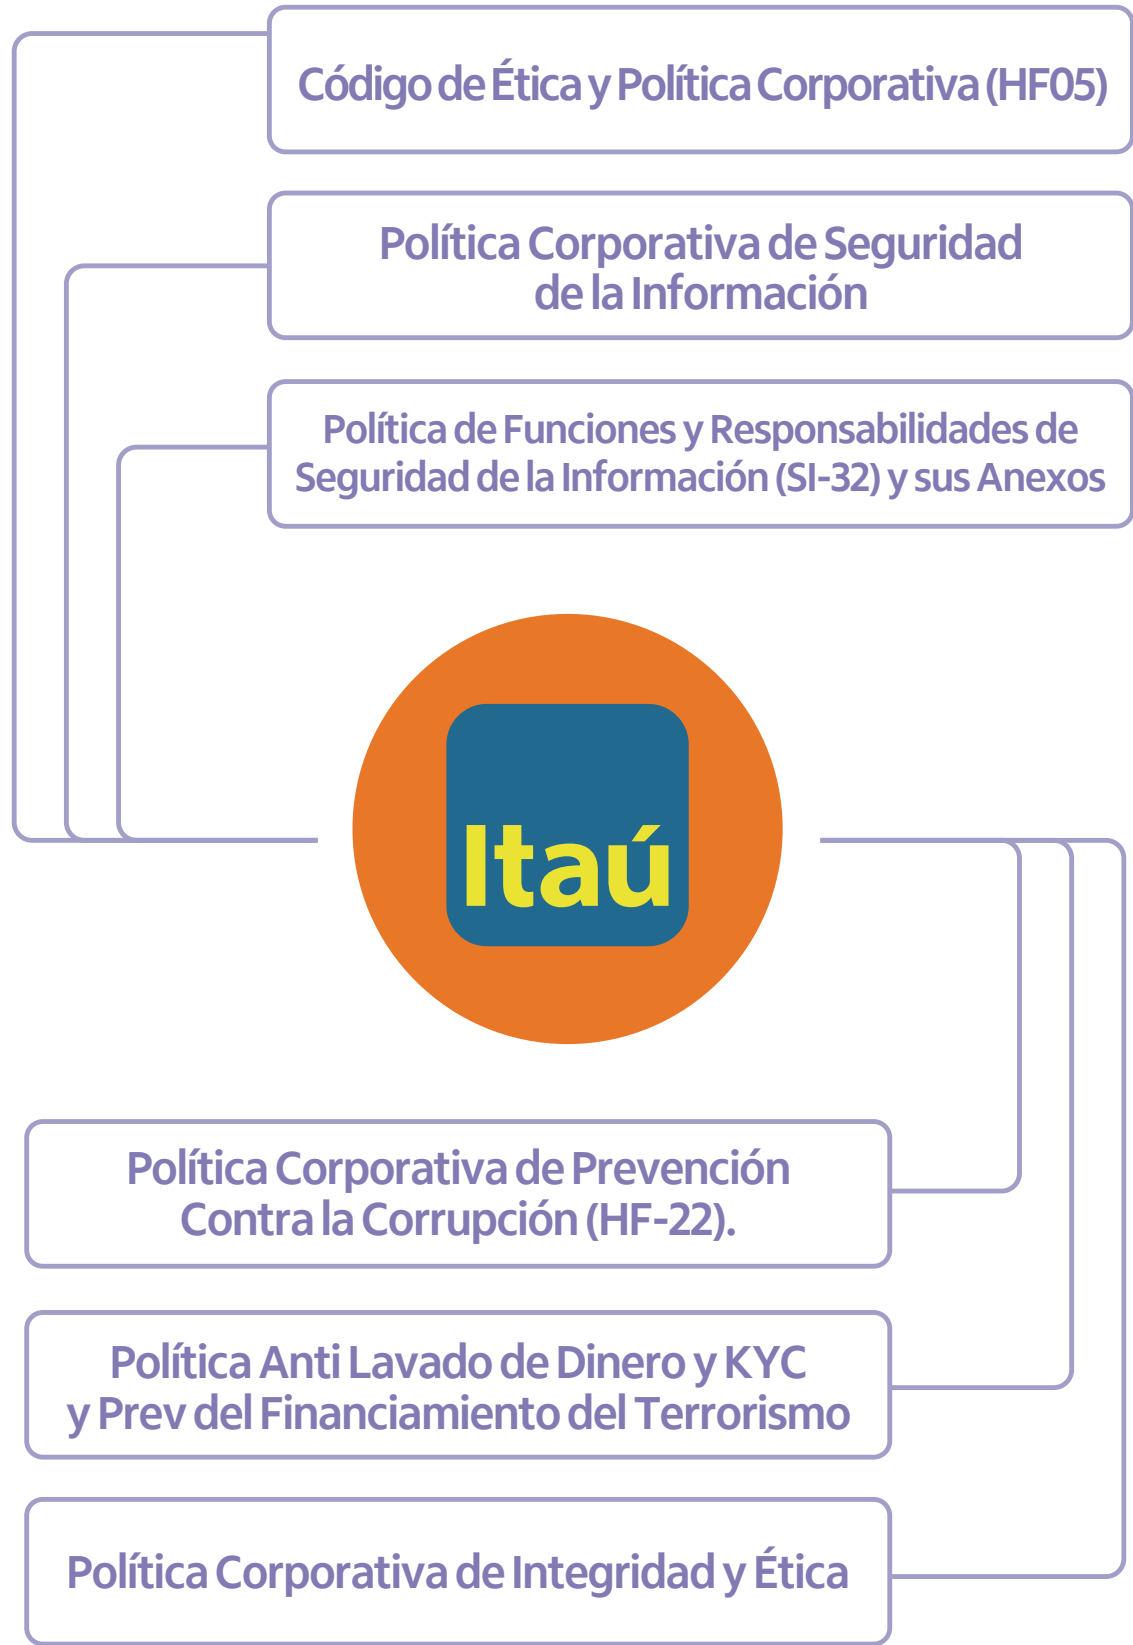 Código de Ética y Política Corporativa (HF05)
Política Corporativa de Seguridad
de la Información
Política de Funciones y Responsabilidades de
Seguridad de la Información (SI-32) y sus Anexos
Itaú
Política Corporativa de Prevención
Contra la Corrupción (HF-22).
Política Anti Lavado de Dinero y KYC
y Prev del Financiamiento del Terrorismo
Política Corporativa de Integridad y Ética